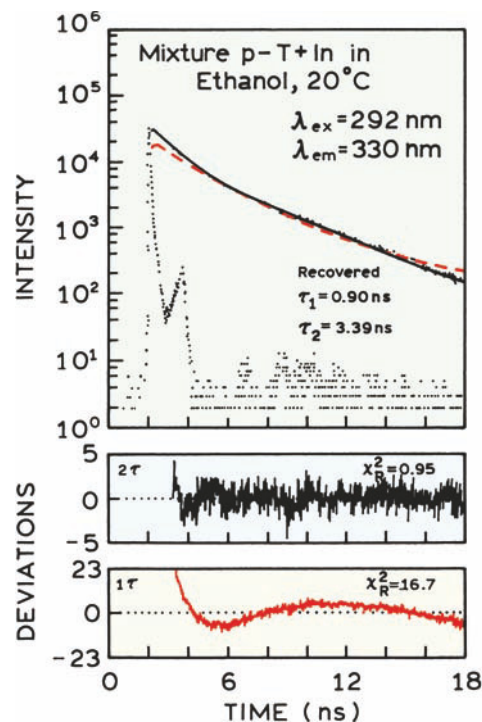 10⁶
Mixture p-T+In in
Ethanol, 20°C
10⁵
λex=292 nm
λem=330 nm
10⁴
INTENSITY
10³
Recovered
τ₁=0.90 ns
10²
τ₂=3.39 ns
10¹
10⁰
5
2τ
χ²R=0.95
0
-5
DEVIATIONS
23
1τ
χ²R=16.7
0
-23
0 6 12 18
TIME (ns)